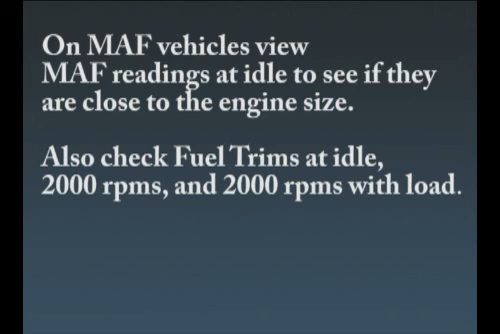 On MAF vehicles view
MAF readings at idle to see if they
are close to the engine size.
Also check Fuel Trims at idle,
2000 rpms, and 2000 rpms with load.